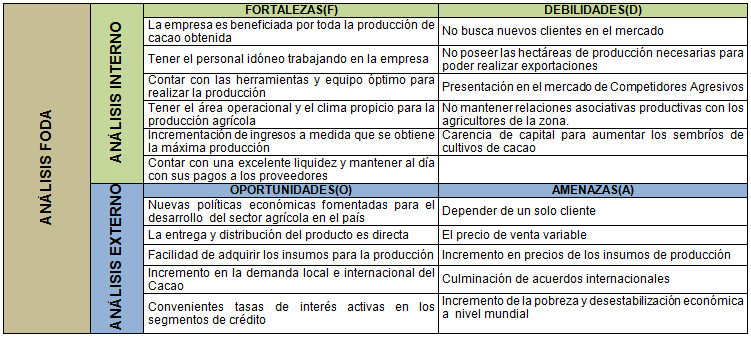 ANÁLISIS FODA
ANÁLISIS INTERNO
FORTALEZAS(F)
DEBILIDADES(D)
La empresa es beneficiada por toda la producción de
cacao obtenida
No busca nuevos clientes en el mercado
Tener el personal idóneo trabajando en la empresa
No poseer las hectáreas de producción necesarias para
poder realizar exportaciones
Contar con las herramientas y equipo óptimo para
realizar la producción
Presentación en el mercado de Competidores Agresivos
Tener el área operacional y el clima propicio para la
producción agrícola
No mantener relaciones asociativas productivas con los
agricultores de la zona.
Incrementación de ingresos a medida que se obtiene
la máxima producción
Carencia de capital para aumentar los sembríos de
cultivos de cacao
Contar con una excelente liquidez y mantener al día
con sus pagos a los proveedores
ANÁLISIS EXTERNO
OPORTUNIDADES(O)
AMENAZAS(A)
Nuevas políticas económicas fomentadas para el
desarrollo del sector agrícola en el país
Depender de un solo cliente
La entrega y distribución del producto es directa
El precio de venta variable
Facilidad de adquirir los insumos para la producción
Incremento en precios de los insumos de producción
Incremento en la demanda local e internacional del
Cacao
Culminación de acuerdos internacionales
Convenientes tasas de interés activas en los
segmentos de crédito
Incremento de la pobreza y desestabilización económica
a nivel mundial